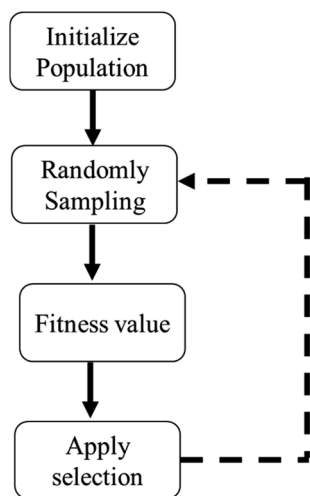 Initialize
Population
Randomly
Sampling
Fitness value
Apply
selection